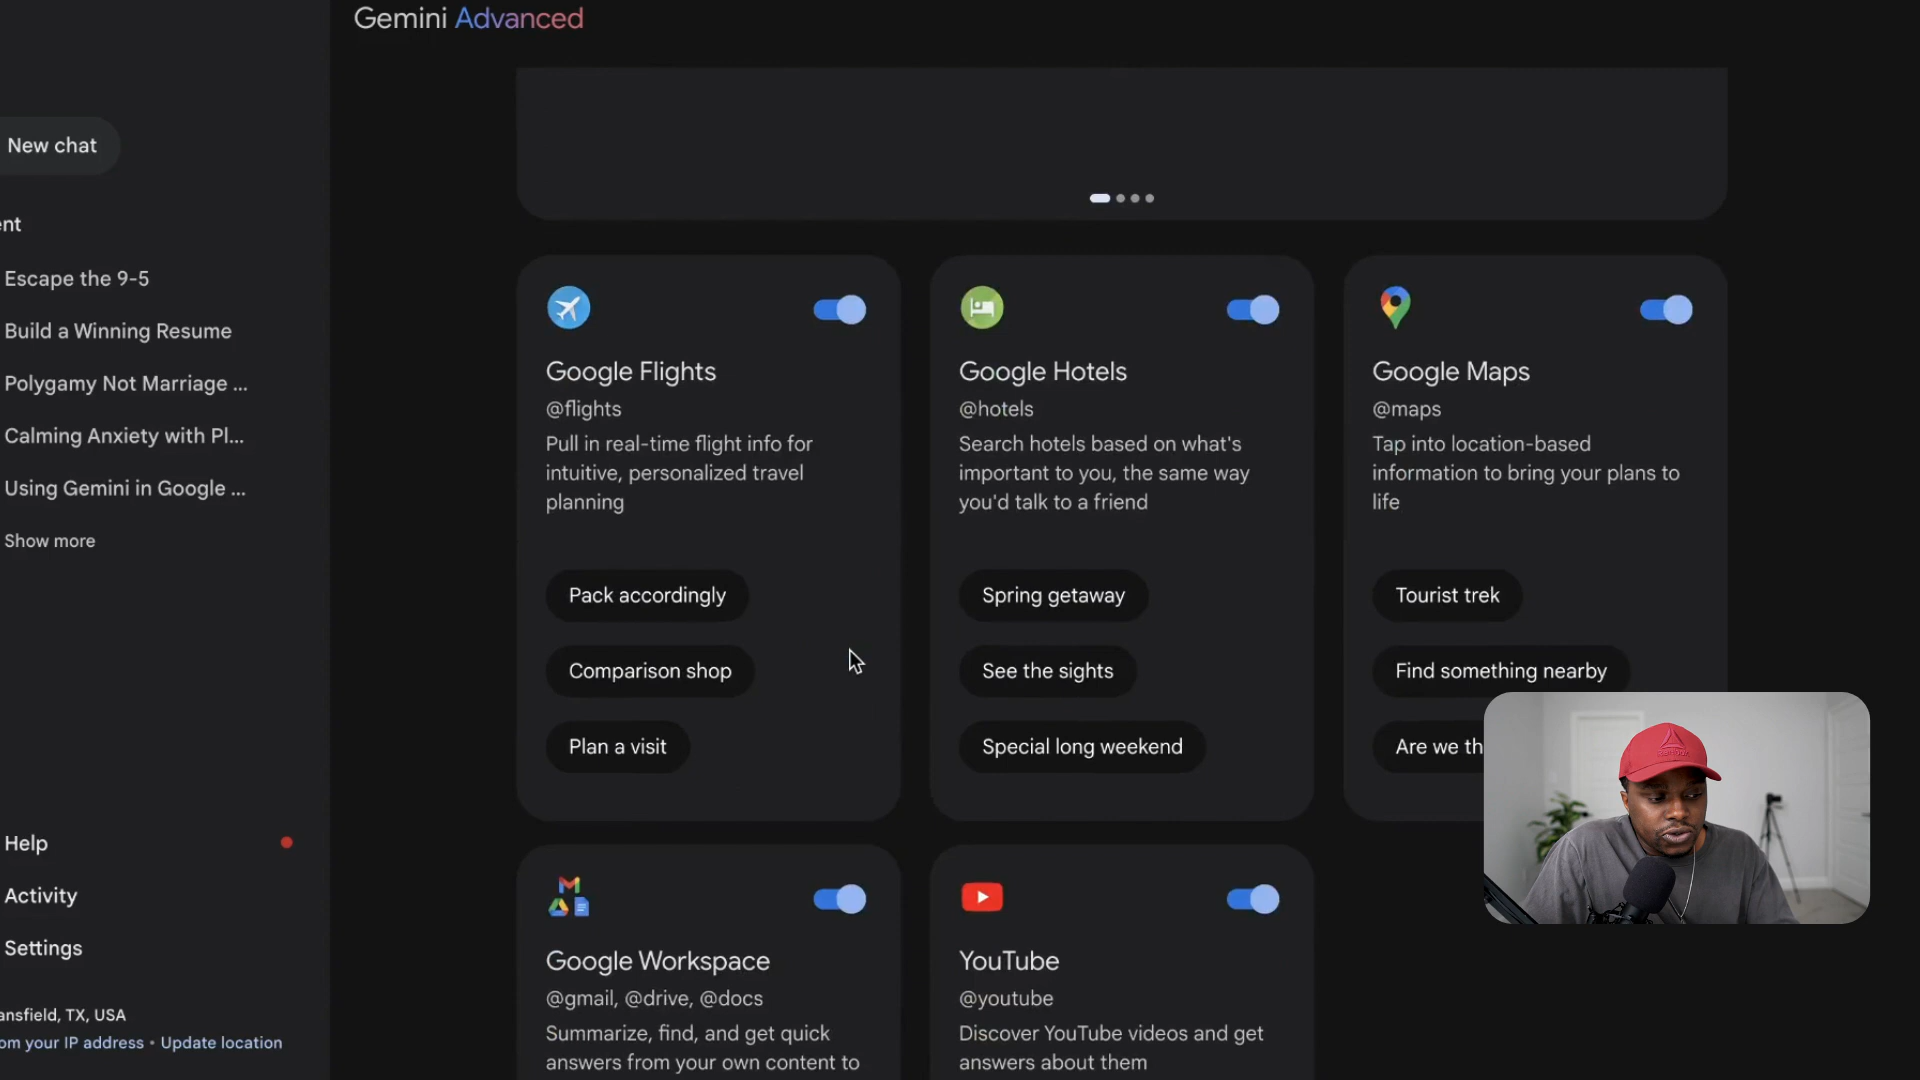 Gemini Advanced
New chat
ent
Escape the 9-5
Build a Winning Resume
Polygamy Not Marriage ...
Calming Anxiety with Pl...
Using Gemini in Google ...
Show more
Help
Activity
Settings
ansfield, TX, USA
om your IP address • Update location
Google Flights
@flights
Pull in real-time flight info for
intuitive, personalized travel
planning
Pack accordingly
Comparison shop
Plan a visit
Google Hotels
@hotels
Search hotels based on what's
important to you, the same way
you'd talk to a friend
Spring getaway
See the sights
Special long weekend
Google Maps
@maps
Tap into location-based
information to bring your plans to
life
Tourist trek
Find something nearby
Are we th
Google Workspace
@gmail, @drive, @docs
Summarize, find, and get quick
answers from your own content to
YouTube
@youtube
Discover YouTube videos and get
answers about them